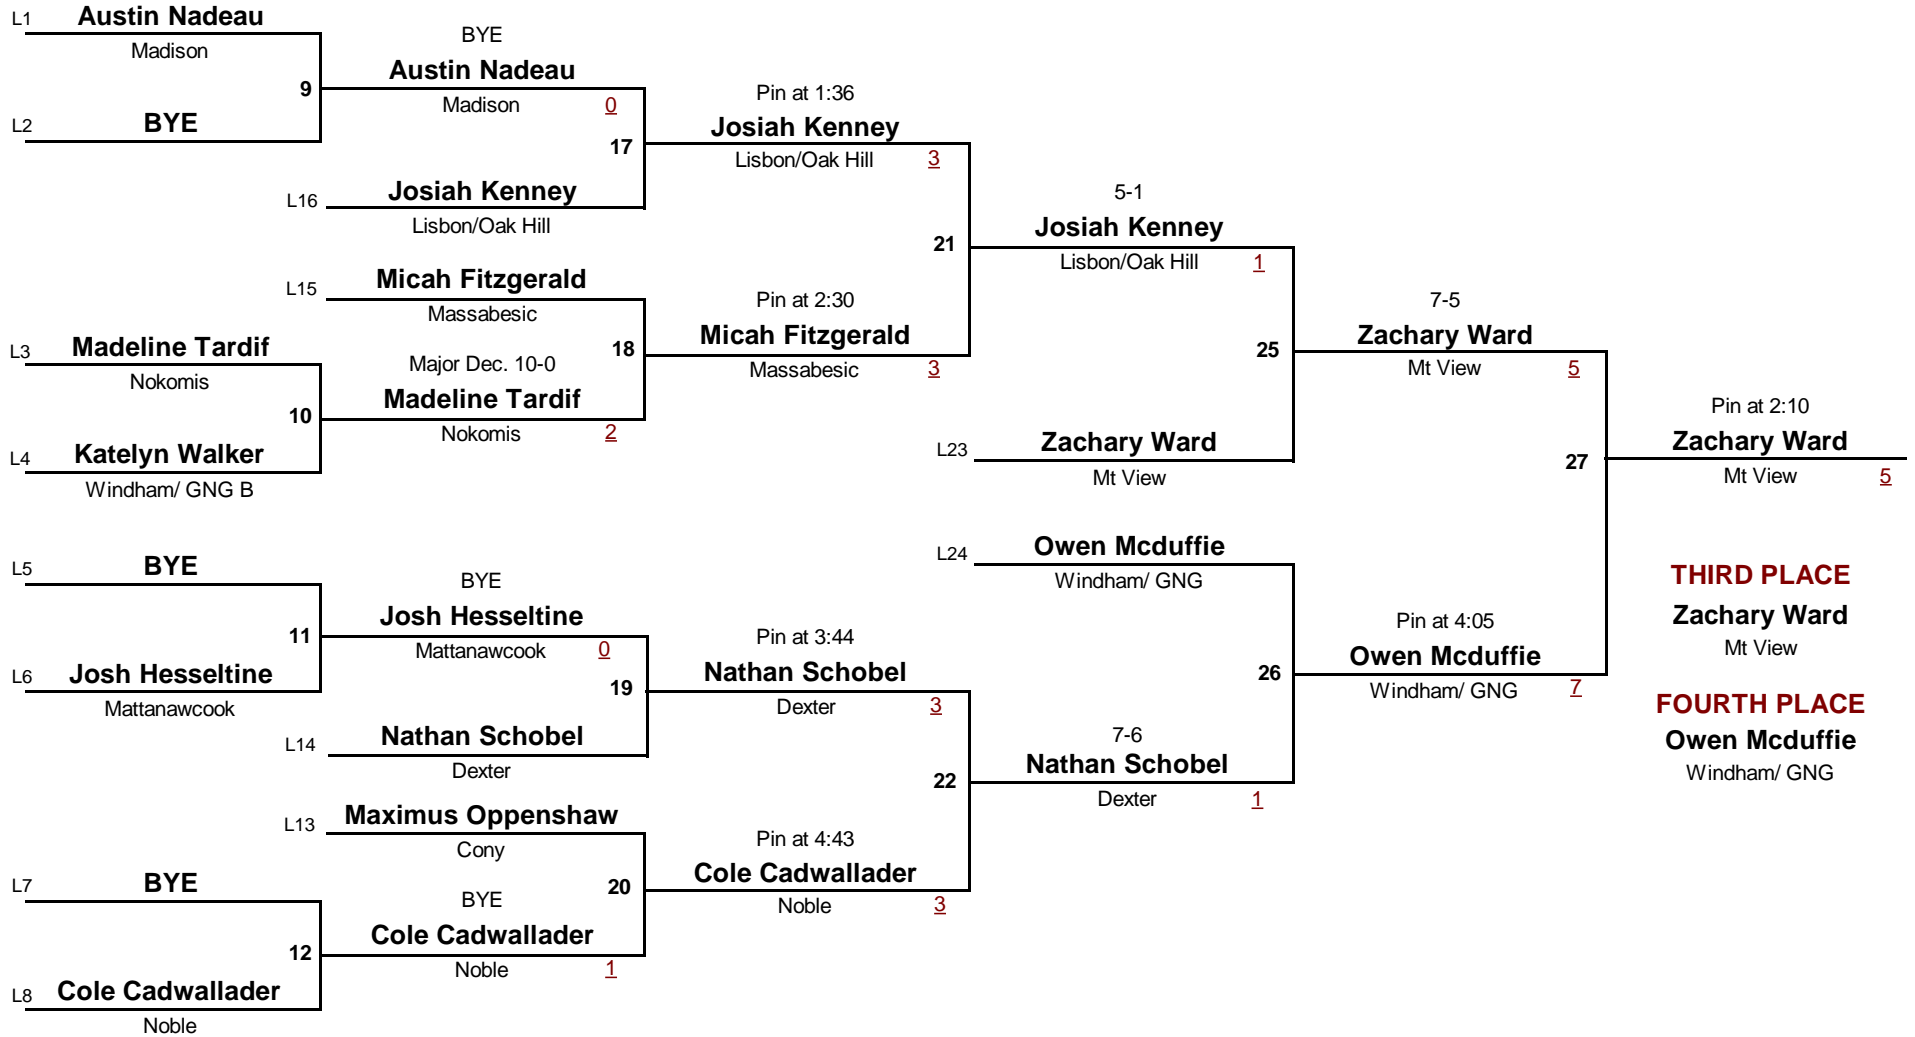 L1 Austin Nadeau
Madison
9
L2 BYE
BYE
Austin Nadeau
Madison 0
17
L16 Josiah Kenney
Lisbon/Oak Hill
Pin at 1:36
Josiah Kenney
Lisbon/Oak Hill 3
21
L15 Micah Fitzgerald
Massabesic
18
L3 Madeline Tardif
Nokomis
10
L4 Katelyn Walker
Windham/ GNG B
Major Dec. 10-0
Madeline Tardif
Nokomis 2
Pin at 2:30
Micah Fitzgerald
Massabesic 3
5-1
Josiah Kenney
Lisbon/Oak Hill 1
25
L23 Zachary Ward
Mt View
7-5
Zachary Ward
Mt View 5
27
L5 BYE
11
L6 Josh Hesseltine
Mattanawcook
BYE
Josh Hesseltine
Mattanawcook 0
19
L14 Nathan Schobel
Dexter
Pin at 3:44
Nathan Schobel
Dexter 3
22
L13 Maximus Oppenshaw
Cony
20
L7 BYE
12
L8 Cole Cadwallader
Noble
BYE
Cole Cadwallader
Noble 1
Pin at 4:43
Cole Cadwallader
Noble 3
L24 Owen Mcduffie
Windham/ GNG
26
7-6
Nathan Schobel
Dexter 1
Pin at 4:05
Owen Mcduffie
Windham/ GNG 7
Pin at 2:10
Zachary Ward
Mt View 5
THIRD PLACE
Zachary Ward
Mt View
FOURTH PLACE
Owen Mcduffie
Windham/ GNG